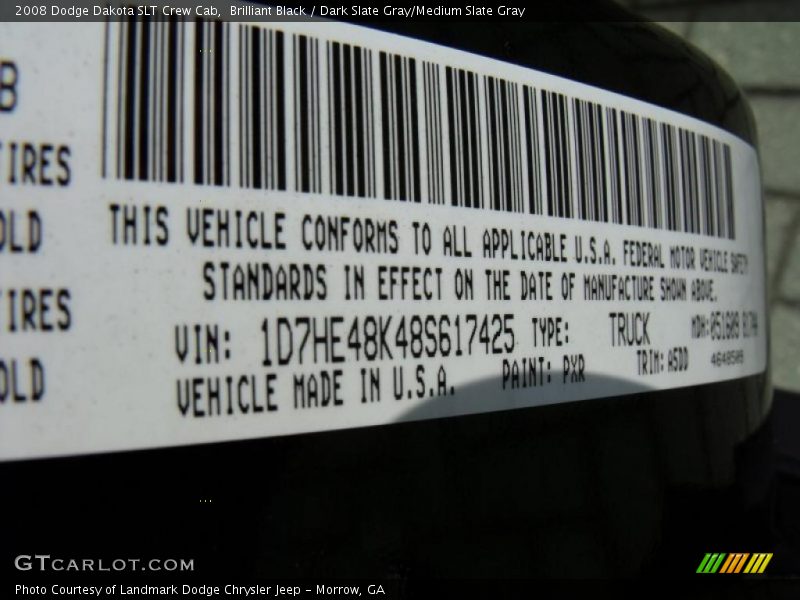 2008 Dodge Dakota SLT Crew Cab, Brilliant Black / Dark Slate Gray/Medium Slate Gray
B
TIRES
OLD
TIRES
OLD
THIS VEHICLE CONFORMS TO ALL APPLICABLE U.S.A. FEDERAL MOTOR VEHICLE SAFETY
STANDARDS IN EFFECT ON THE DATE OF MANUFACTURE SHOWN ABOVE.
VIN: 1D7HE48K48S617425 TYPE: TRUCK MDH:
VEHICLE MADE IN U.S.A. PAINT: PXR TRIM: A5DD
GTCARLOT.COM
Photo Courtesy of Landmark Dodge Chrysler Jeep - Morrow, GA